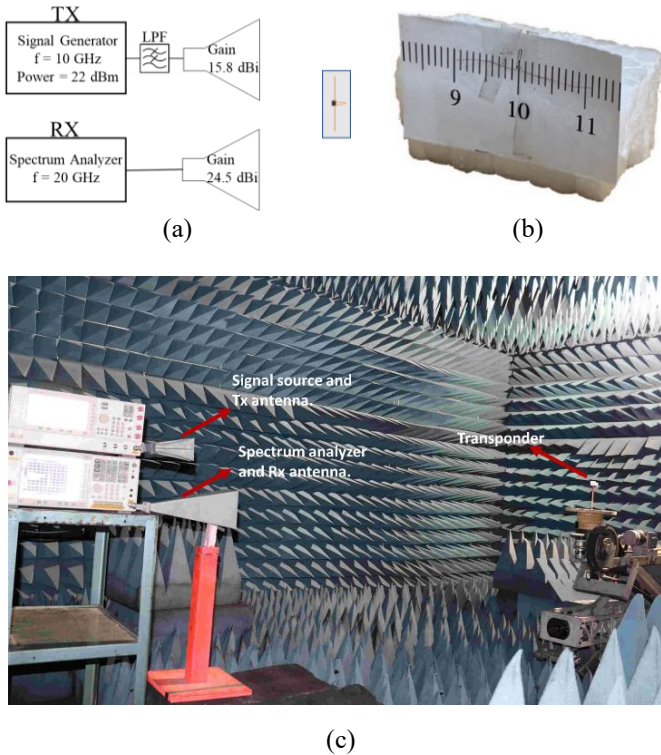 TX
Signal Generator
f = 10 GHz
Power = 22 dBm
LPF
Gain
15.8 dBi
RX
Spectrum Analyzer
f = 20 GHz
Gain
24.5 dBi
(a)
9
10
11
(b)
Signal source and
Tx antenna.
Spectrum analyzer
and Rx antenna.
Transponder
(c)